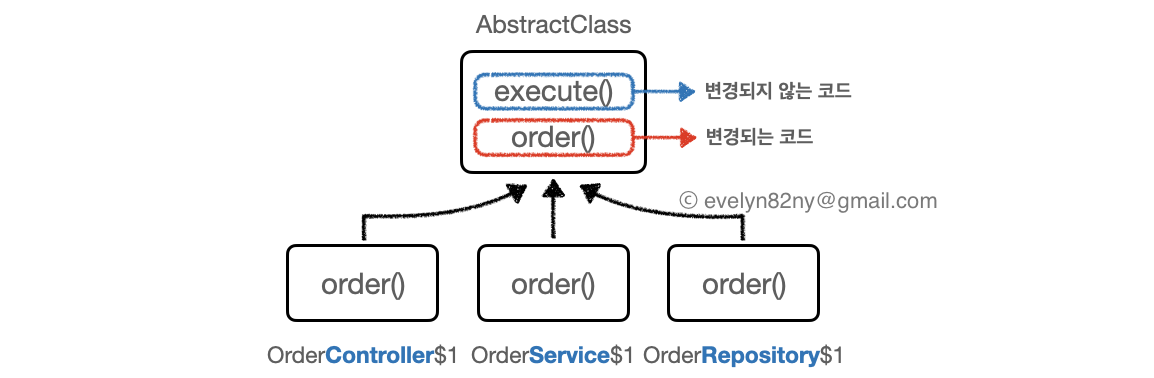 AbstractClass
execute() 변경되지 않는 코드
order() 변경되는 코드
© evelyn82ny@gmail.com
order() order() order()
OrderController$1 OrderService$1 OrderRepository$1